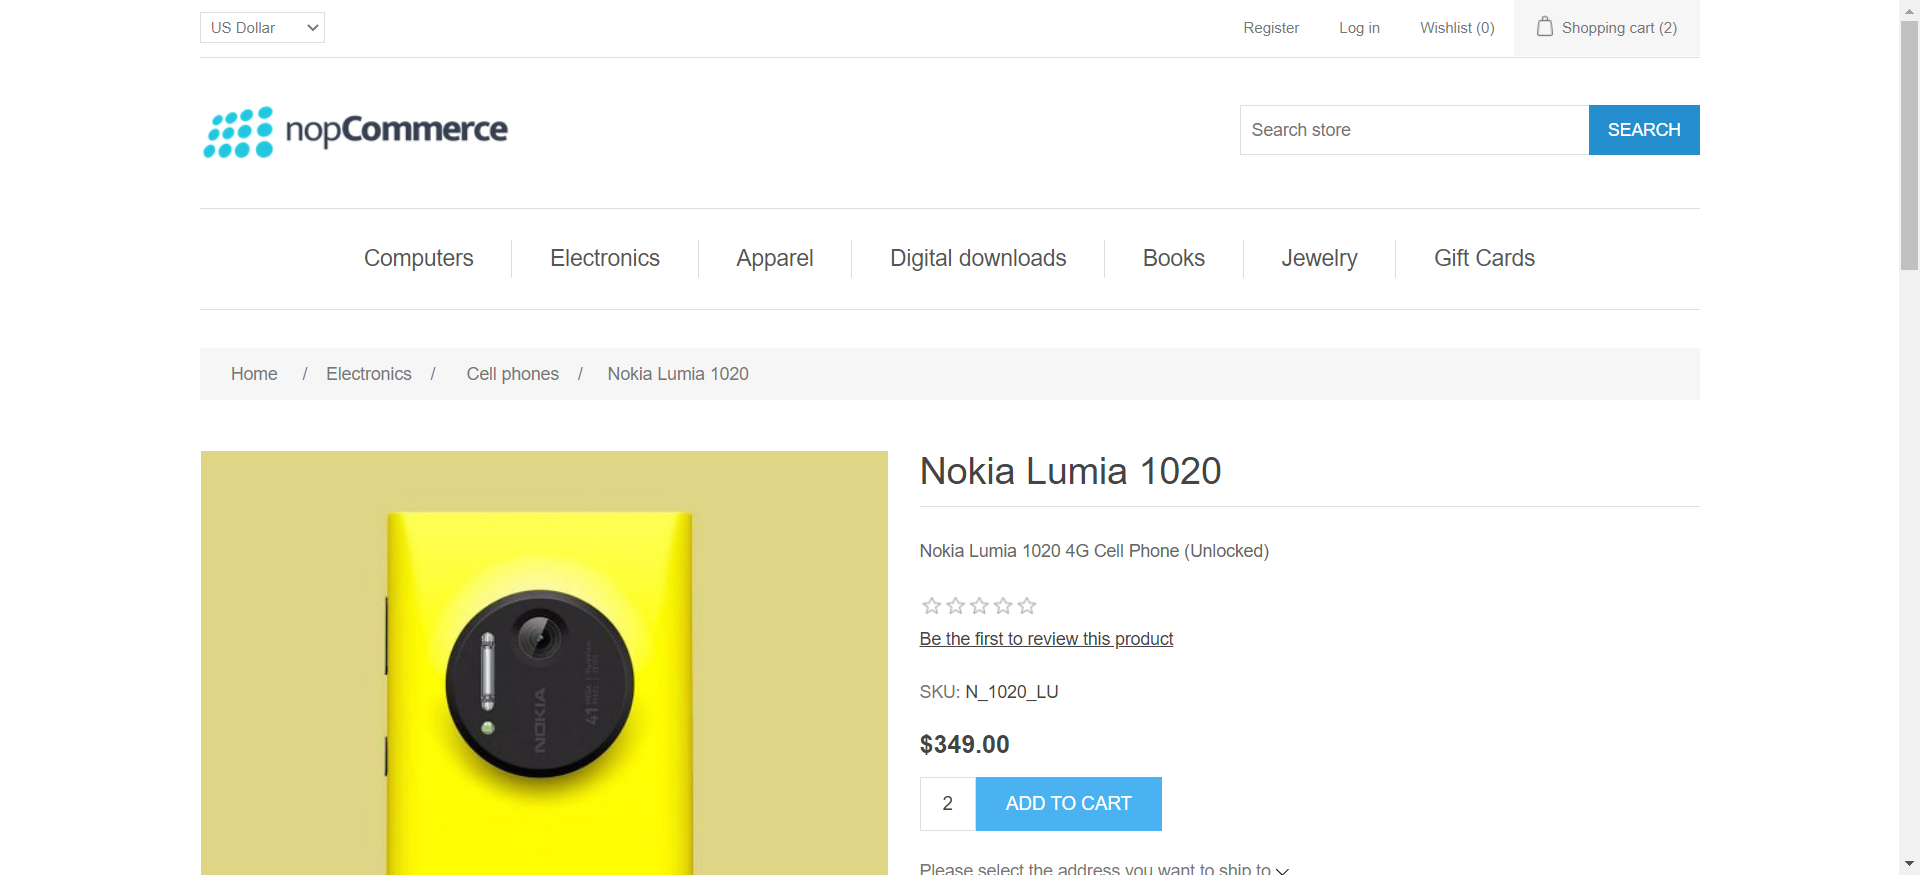 US Dollar
Register
Log in
Wishlist (0)
Shopping cart (2)
nopCommerce
Search store
SEARCH
Computers
Electronics
Apparel
Digital downloads
Books
Jewelry
Gift Cards
Home / Electronics / Cell phones / Nokia Lumia 1020
Nokia Lumia 1020
Nokia Lumia 1020 4G Cell Phone (Unlocked)
Be the first to review this product
SKU: N_1020_LU
$349.00
2
ADD TO CART
Please select the address you want to ship to
NOKIA
41